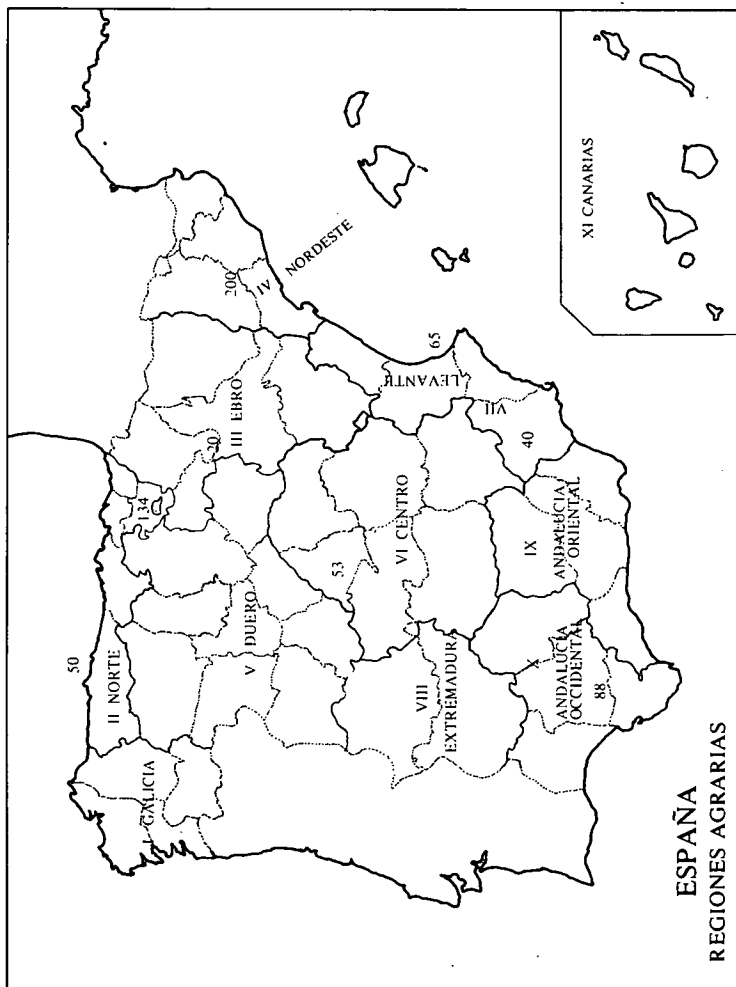 50
II NORTE
I GALICIA
134
20
III EBRO
200
IV NORDESTE
V DUERO
53
VI CENTRO
LEVANTE
65
VII
40
VIII
EXTREMADURA
IX
ANDALUCIA
ORIENTAL
X
ANDALUCIA
OCCIDENTAL
88
XI CANARIAS
ESPAÑA
REGIONES AGRARIAS